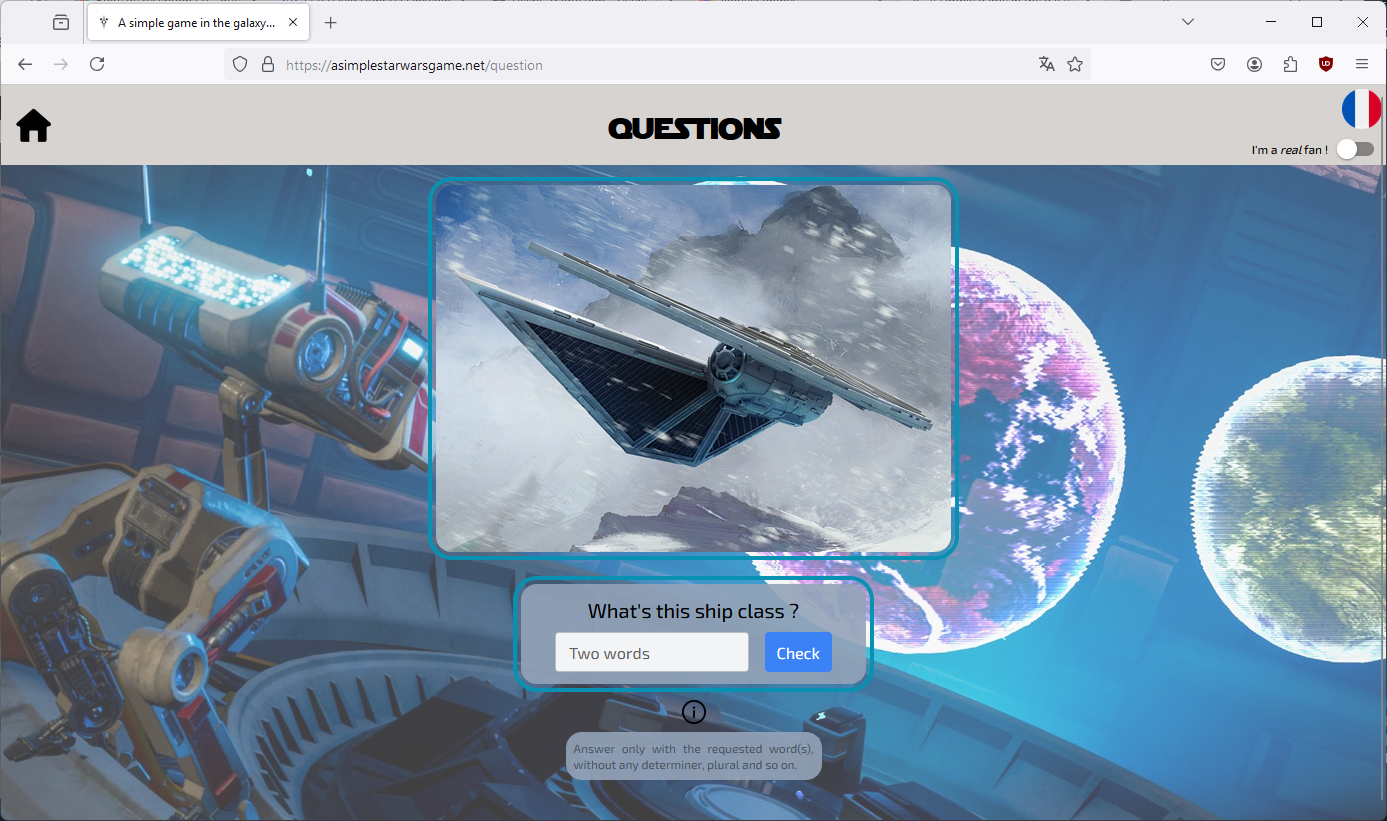 A simple game in the galaxy...
https://asimplestarwarsgame.net/question
QUESTIONS
I'm a real fan !
What's this ship class ?
Two words
Check
Answer only with the requested word(s),
without any determiner, plural and so on.